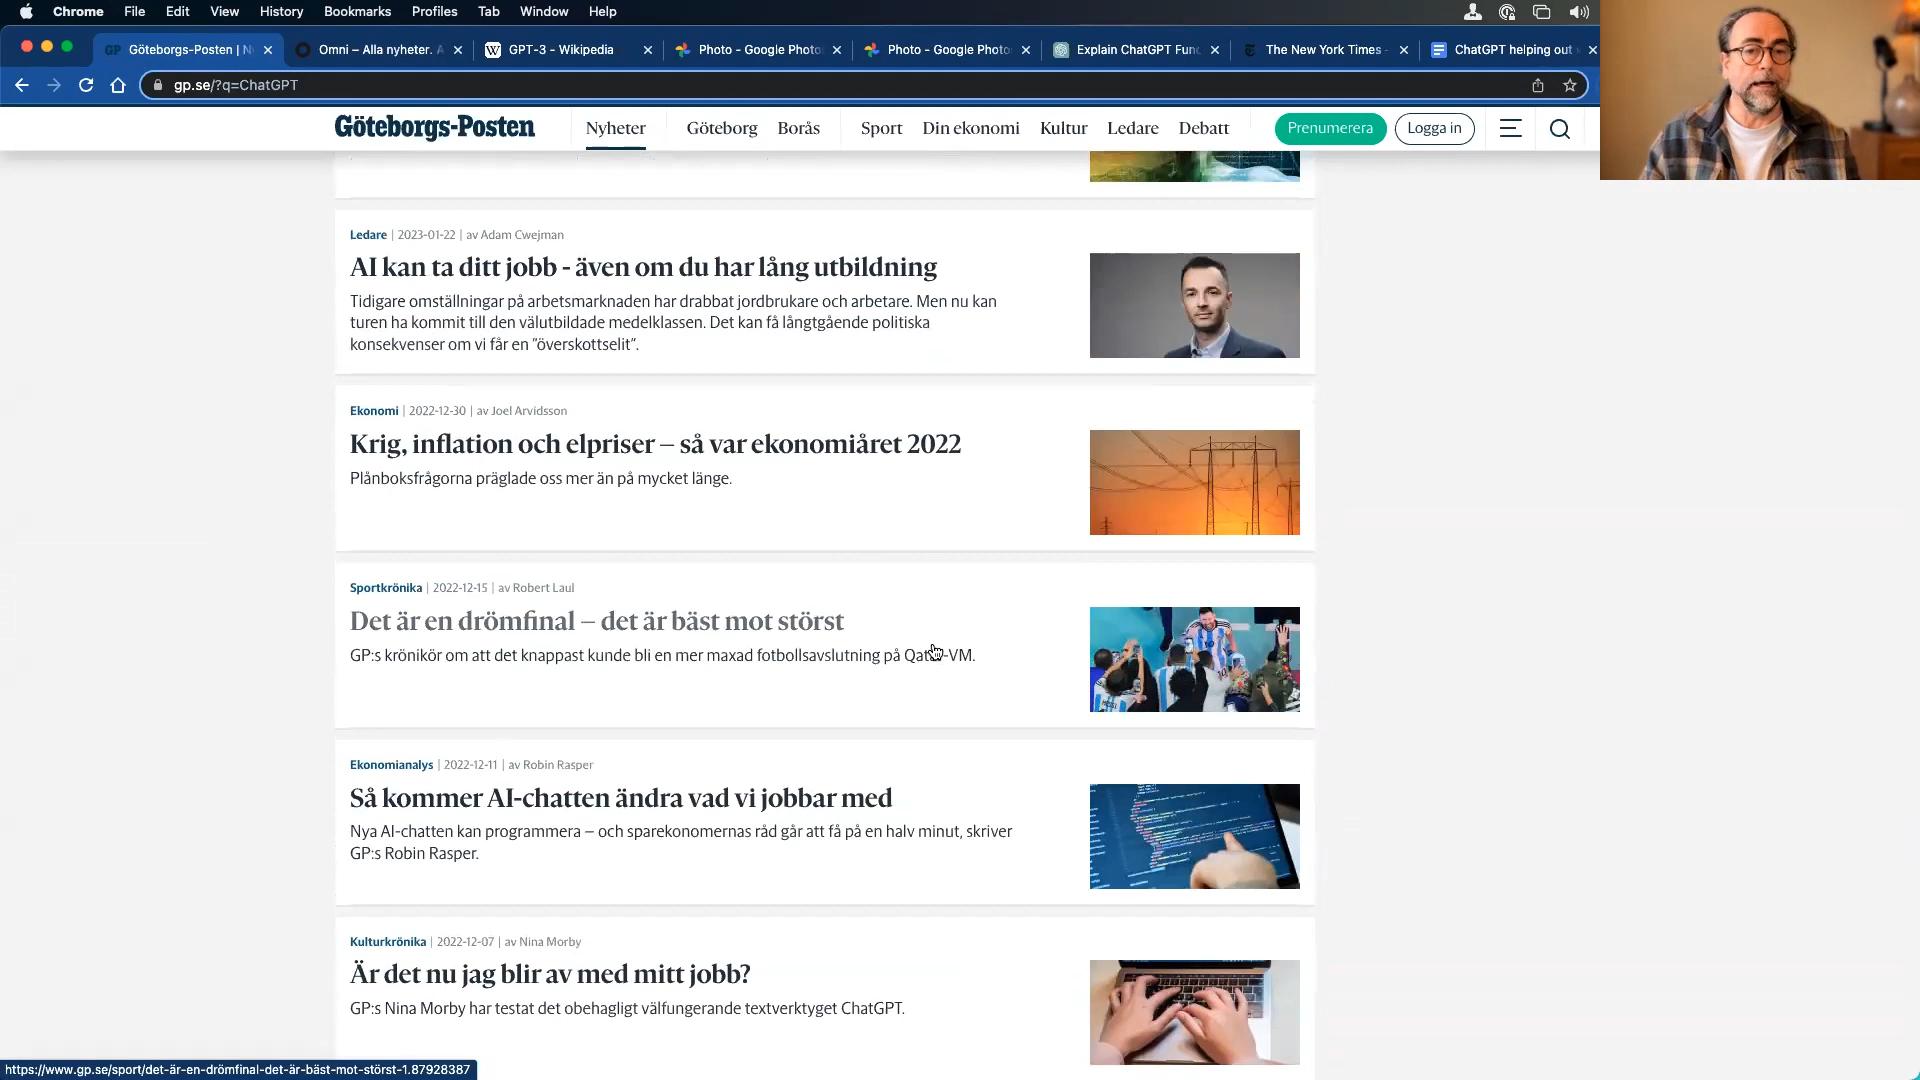 Chrome File Edit View History Bookmarks Profiles Tab Window Help
GP Göteborgs-Posten | N
Omni – Alla nyheter. A
W GPT-3 - Wikipedia
Photo - Google Photo
Photo - Google Photo
Explain ChatGPT Fun
The New York Times -
ChatGPT helping out
gp.se/?q=ChatGPT
Göteborgs-Posten Nyheter Göteborg Borås Sport Din ekonomi Kultur Ledare Debatt Prenumerera Logga in
Ledare | 2023-01-22 | av Adam Cwejman
AI kan ta ditt jobb - även om du har lång utbildning
Tidigare omställningar på arbetsmarknaden har drabbat jordbrukare och arbetare. Men nu kan
turen ha kommit till den välutbildade medelklassen. Det kan få långtgående politiska
konsekvenser om vi får en ”överskottselit”.
Ekonomi | 2022-12-30 | av Joel Arvidsson
Krig, inflation och elpriser – så var ekonomiåret 2022
Plånboksfrågorna präglade oss mer än på mycket länge.
Sportkrönika | 2022-12-15 | av Robert Laul
Det är en drömfinal – det är bäst mot störst
GP:s krönikör om att det knappast kunde bli en mer maxad fotbollsavslutning på Qatar-VM.
Ekonomianalys | 2022-12-11 | av Robin Rasper
Så kommer AI-chatten ändra vad vi jobbar med
Nya AI-chatten kan programmera – och sparekonomernas råd går att få på en halv minut, skriver
GP:s Robin Rasper.
Kulturkrönika | 2022-12-07 | av Nina Morby
Är det nu jag blir av med mitt jobb?
GP:s Nina Morby har testat det obehagligt välfungerande textverktyget ChatGPT.
https://www.gp.se/sport/det-är-en-drömfinal-det-är-bäst-mot-störst-1.87928387